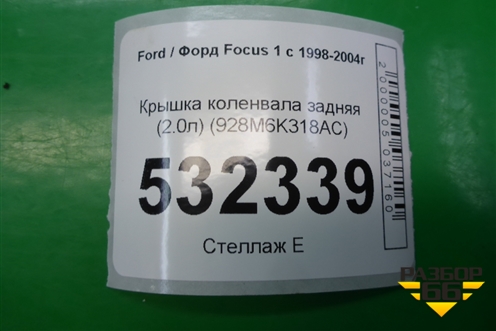 Ford / Форд Focus 1 с 1998-2004г
Крышка коленвала задняя
(2.0л) (928M6K318AC)
532339
Стеллаж Е
2000005037160
РАЗБОР
66